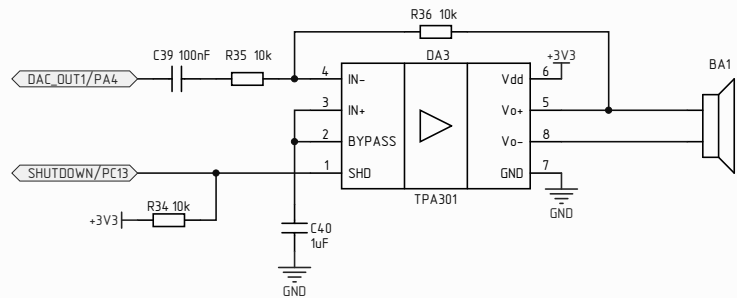 R36 10k
C39 100nF
R35 10k
DA3
+3V3
BA1
DAC_OUT1/PA4
4
IN-
Vdd
6
3
IN+
Vo+
5
2
BYPASS
Vo-
8
SHUTDOWN/PC13
1
SHD
GND
7
TPA301
GND
R34 10k
+3V3
C40
1uF
GND